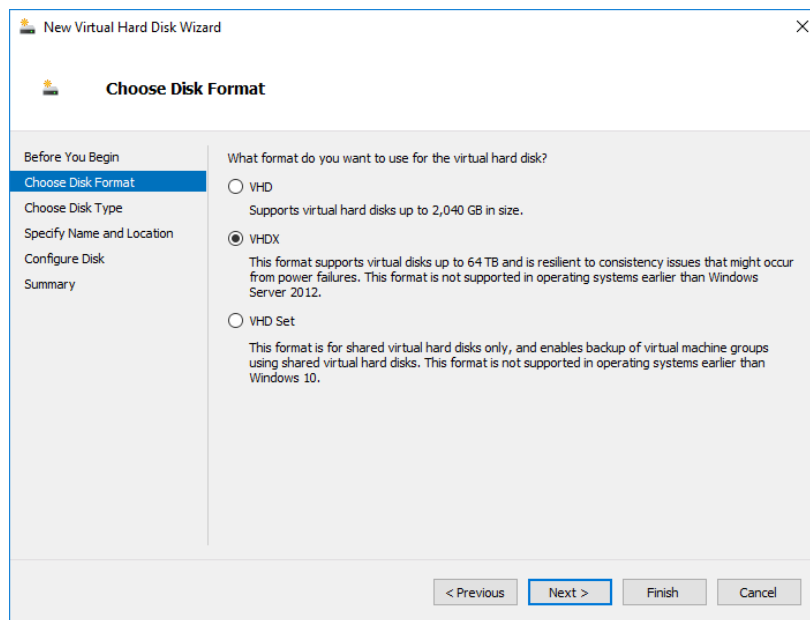 New Virtual Hard Disk Wizard
Choose Disk Format
Before You Begin
Choose Disk Format
Choose Disk Type
Specify Name and Location
Configure Disk
Summary
What format do you want to use for the virtual hard disk?
VHD
Supports virtual hard disks up to 2,040 GB in size.
VHDX
This format supports virtual disks up to 64 TB and is resilient to consistency issues that might occur
from power failures. This format is not supported in operating systems earlier than Windows
Server 2012.
VHD Set
This format is for shared virtual hard disks only, and enables backup of virtual machine groups
using shared virtual hard disks. This format is not supported in operating systems earlier than
Windows 10.
< Previous
Next >
Finish
Cancel